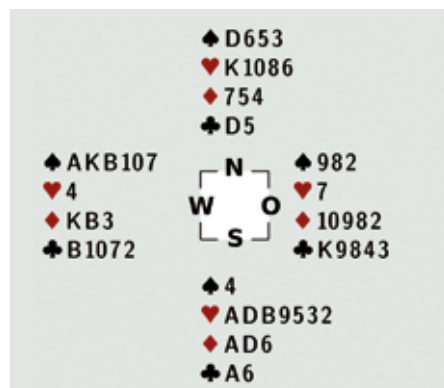 ♠ D653
♥ K1086
♦ 754
♣ D5
♠ AKB107
♥ 4
♦ KB3
♣ B1072
N
W O
S
♠ 982
♥ 7
♦ 10982
♣ K9843
♠ 4
♥ ADB9532
♦ AD6
♣ A6